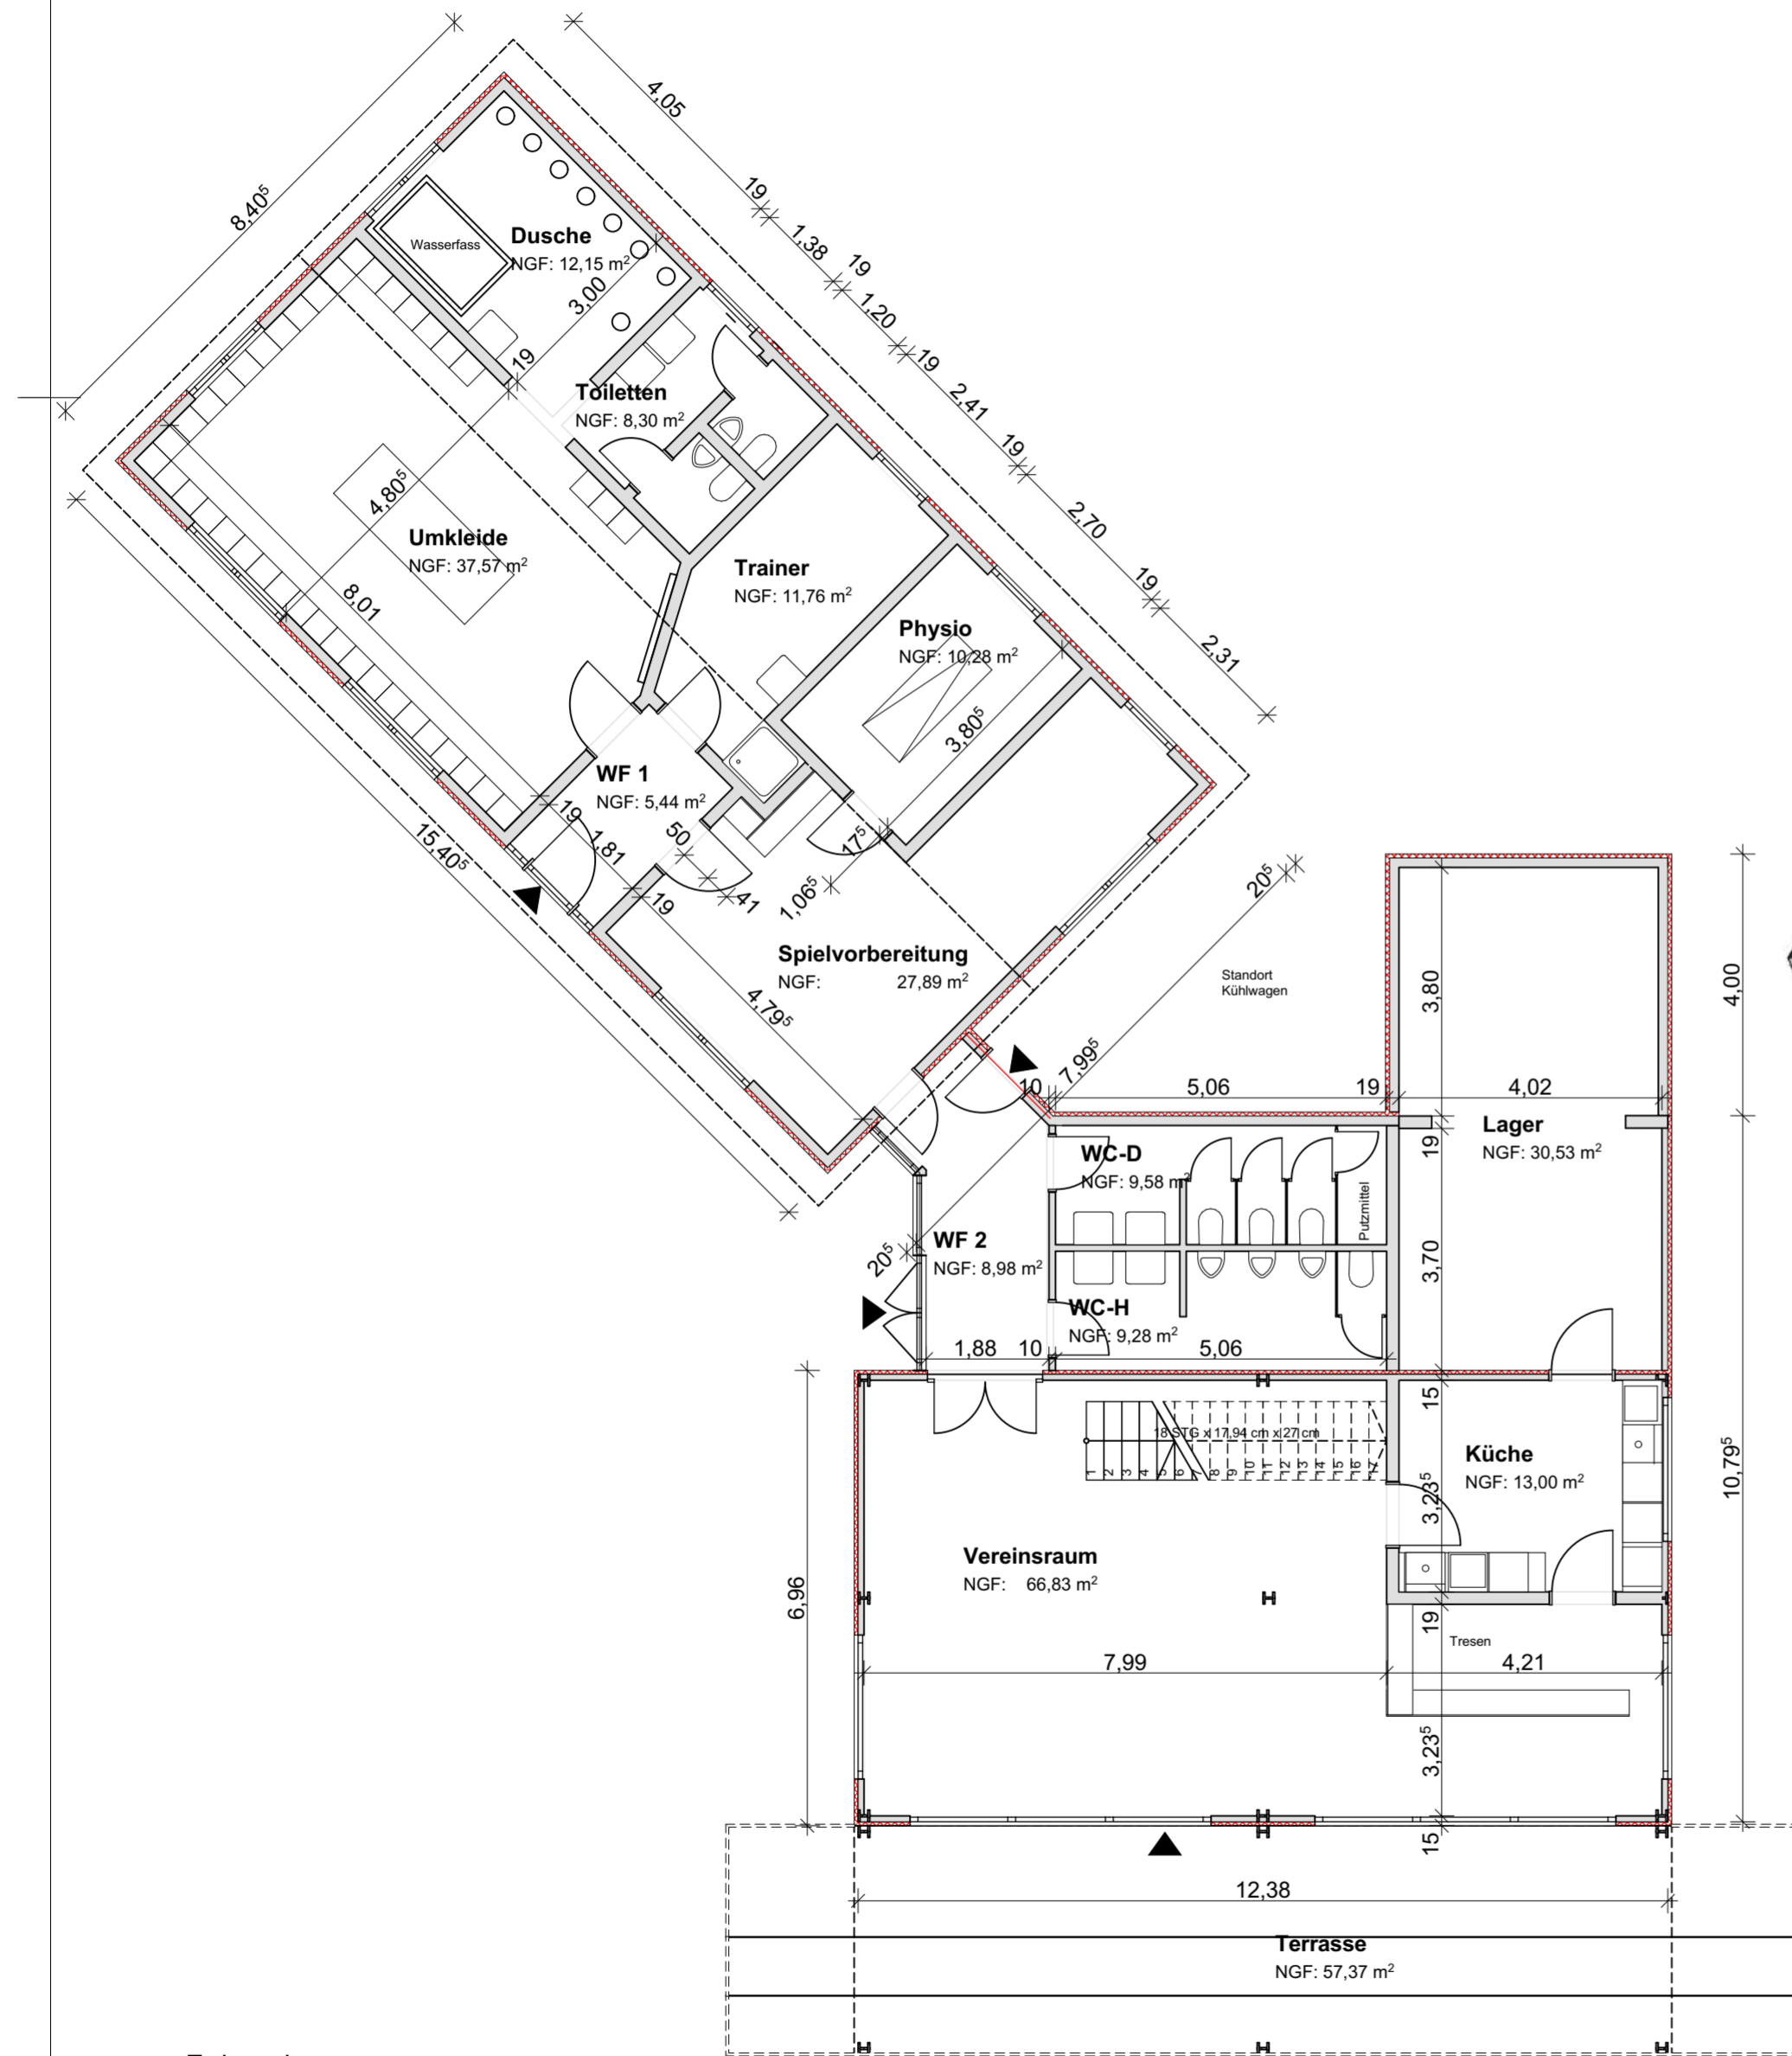 4,05
8,40⁵
19
1,38
19
1,20
19
2,41
19
2,70
19
2,31
Dusche
NGF: 12,15 m²
Wasserfass
3,00
19
Toiletten
NGF: 8,30 m²
4,80⁵
Umkleide
NGF: 37,57 m²
8,01
Trainer
NGF: 11,76 m²
Physio
NGF: 10,28 m²
3,80⁵
WF 1
NGF: 5,44 m²
19
1,81
50
17⁵
15,40⁵
19
41
1,06⁵
20⁵
Spielvorbereitung
NGF: 27,89 m²
4,79⁵
Standort
Kühlwagen
3,80
4,00
7,99⁵
10
5,06
19
4,02
Lager
NGF: 30,53 m²
19
WC-D
NGF: 9,58 m²
Putzmittel
WF 2
NGF: 8,98 m²
20⁵
3,70
WC-H
NGF: 9,28 m²
1,88
10
5,06
15
18 STG x 17,94 cm x 27 cm
1 2 3 4 5 6 7 8 9 10 11 12 13 14 15 16 17
Küche
NGF: 13,00 m²
3,23⁵
10,79⁵
Vereinsraum
NGF: 66,83 m²
6,96
19
Tresen
7,99
4,21
3,23⁵
15
12,38
Terrasse
NGF: 57,37 m²